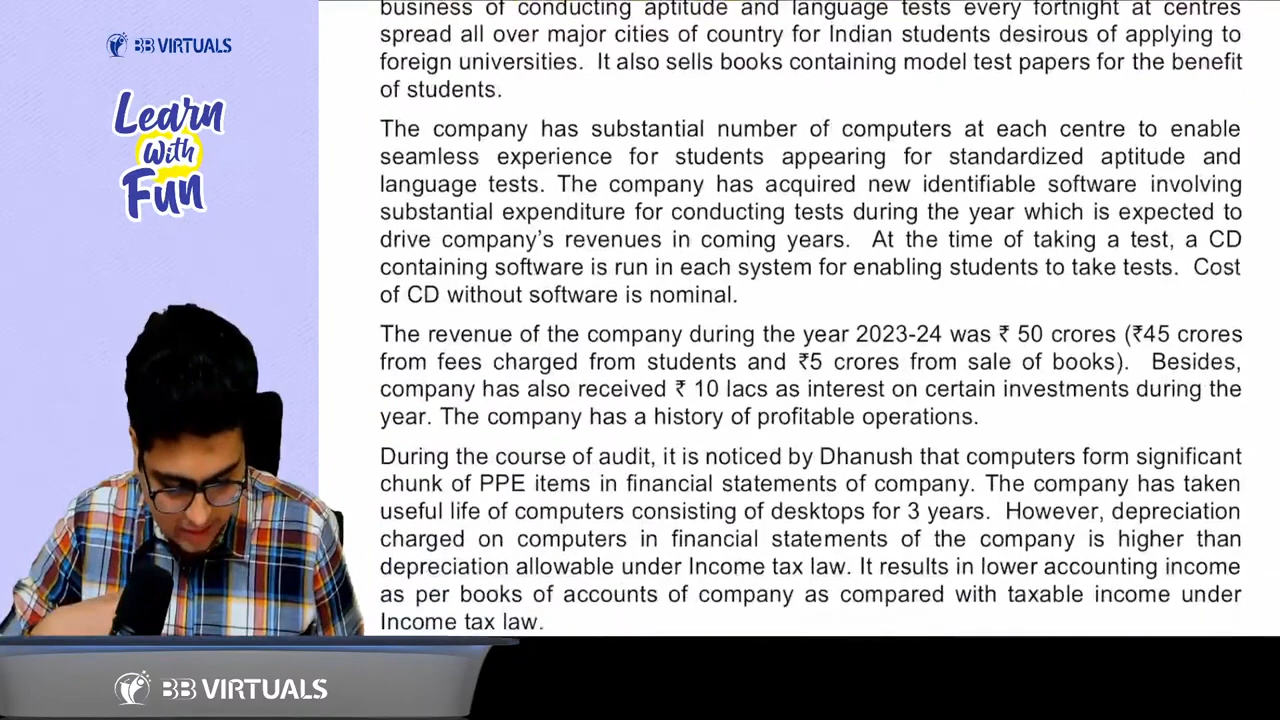 BB VIRTUALS
Learn
With
Fun
business of conducting aptitude and language tests every fortnight at centres
spread all over major cities of country for Indian students desirous of applying to
foreign universities. It also sells books containing model test papers for the benefit
of students.
The company has substantial number of computers at each centre to enable
seamless experience for students appearing for standardized aptitude and
language tests. The company has acquired new identifiable software involving
substantial expenditure for conducting tests during the year which is expected to
drive company's revenues in coming years. At the time of taking a test, a CD
containing software is run in each system for enabling students to take tests. Cost
of CD without software is nominal.
The revenue of the company during the year 2023-24 was ₹ 50 crores (₹45 crores
from fees charged from students and ₹5 crores from sale of books). Besides,
company has also received ₹ 10 lacs as interest on certain investments during the
year. The company has a history of profitable operations.
During the course of audit, it is noticed by Dhanush that computers form significant
chunk of PPE items in financial statements of company. The company has taken
useful life of computers consisting of desktops for 3 years. However, depreciation
charged on computers in financial statements of the company is higher than
depreciation allowable under Income tax law. It results in lower accounting income
as per books of accounts of company as compared with taxable income under
Income tax law.
BB VIRTUALS